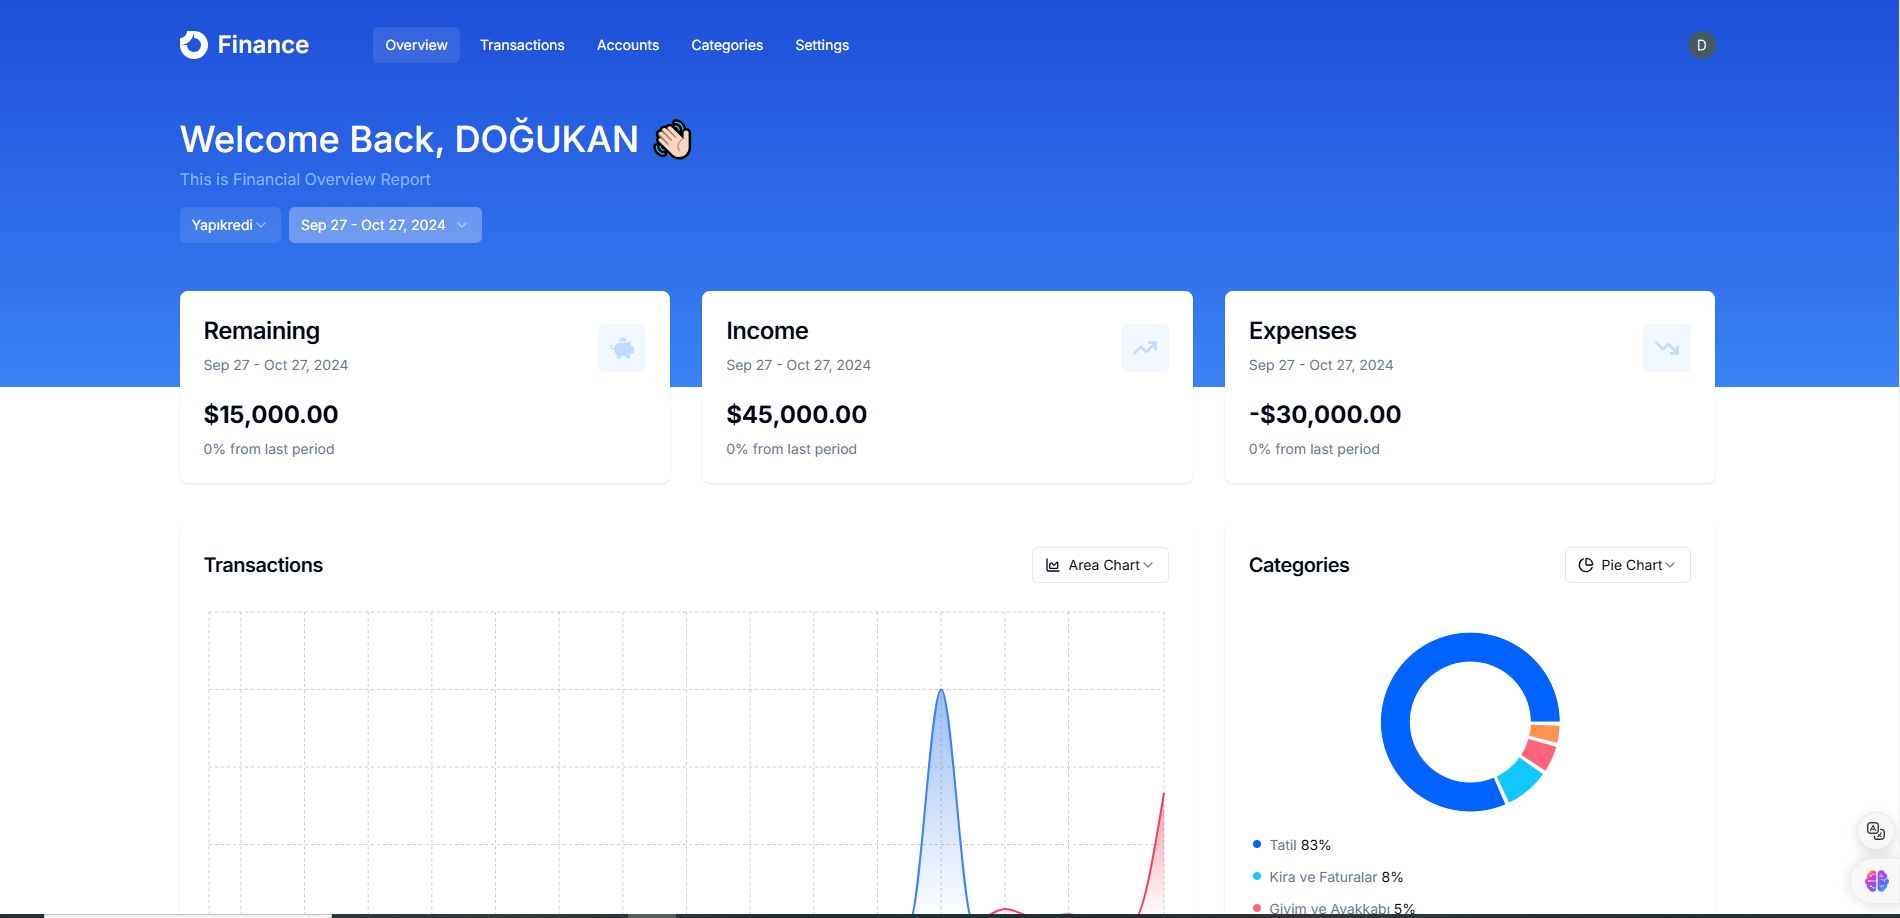 Finance
Overview
Transactions
Accounts
Categories
Settings
D
Welcome Back, DOĞUKAN
This is Financial Overview Report
Yapıkredi
Sep 27 - Oct 27, 2024
Remaining
Sep 27 - Oct 27, 2024
$15,000.00
0% from last period
Income
Sep 27 - Oct 27, 2024
$45,000.00
0% from last period
Expenses
Sep 27 - Oct 27, 2024
-$30,000.00
0% from last period
Transactions
Area Chart
Categories
Pie Chart
Tatil 83%
Kira ve Faturalar 8%
Giyim ve Ayakkabı 5%